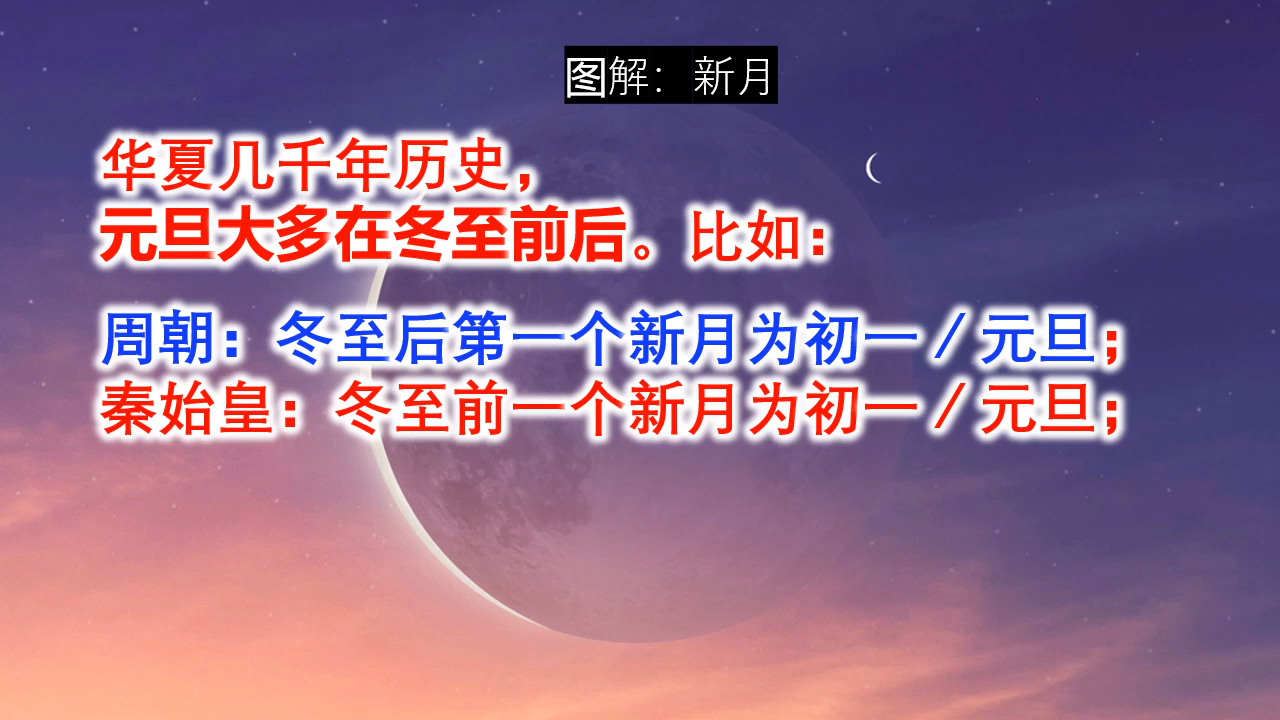 图解：新月
华夏几千年历史，
元旦大多在冬至前后。比如：
周朝：冬至后第一个新月为初一／元旦；
秦始皇：冬至前一个新月为初一／元旦；